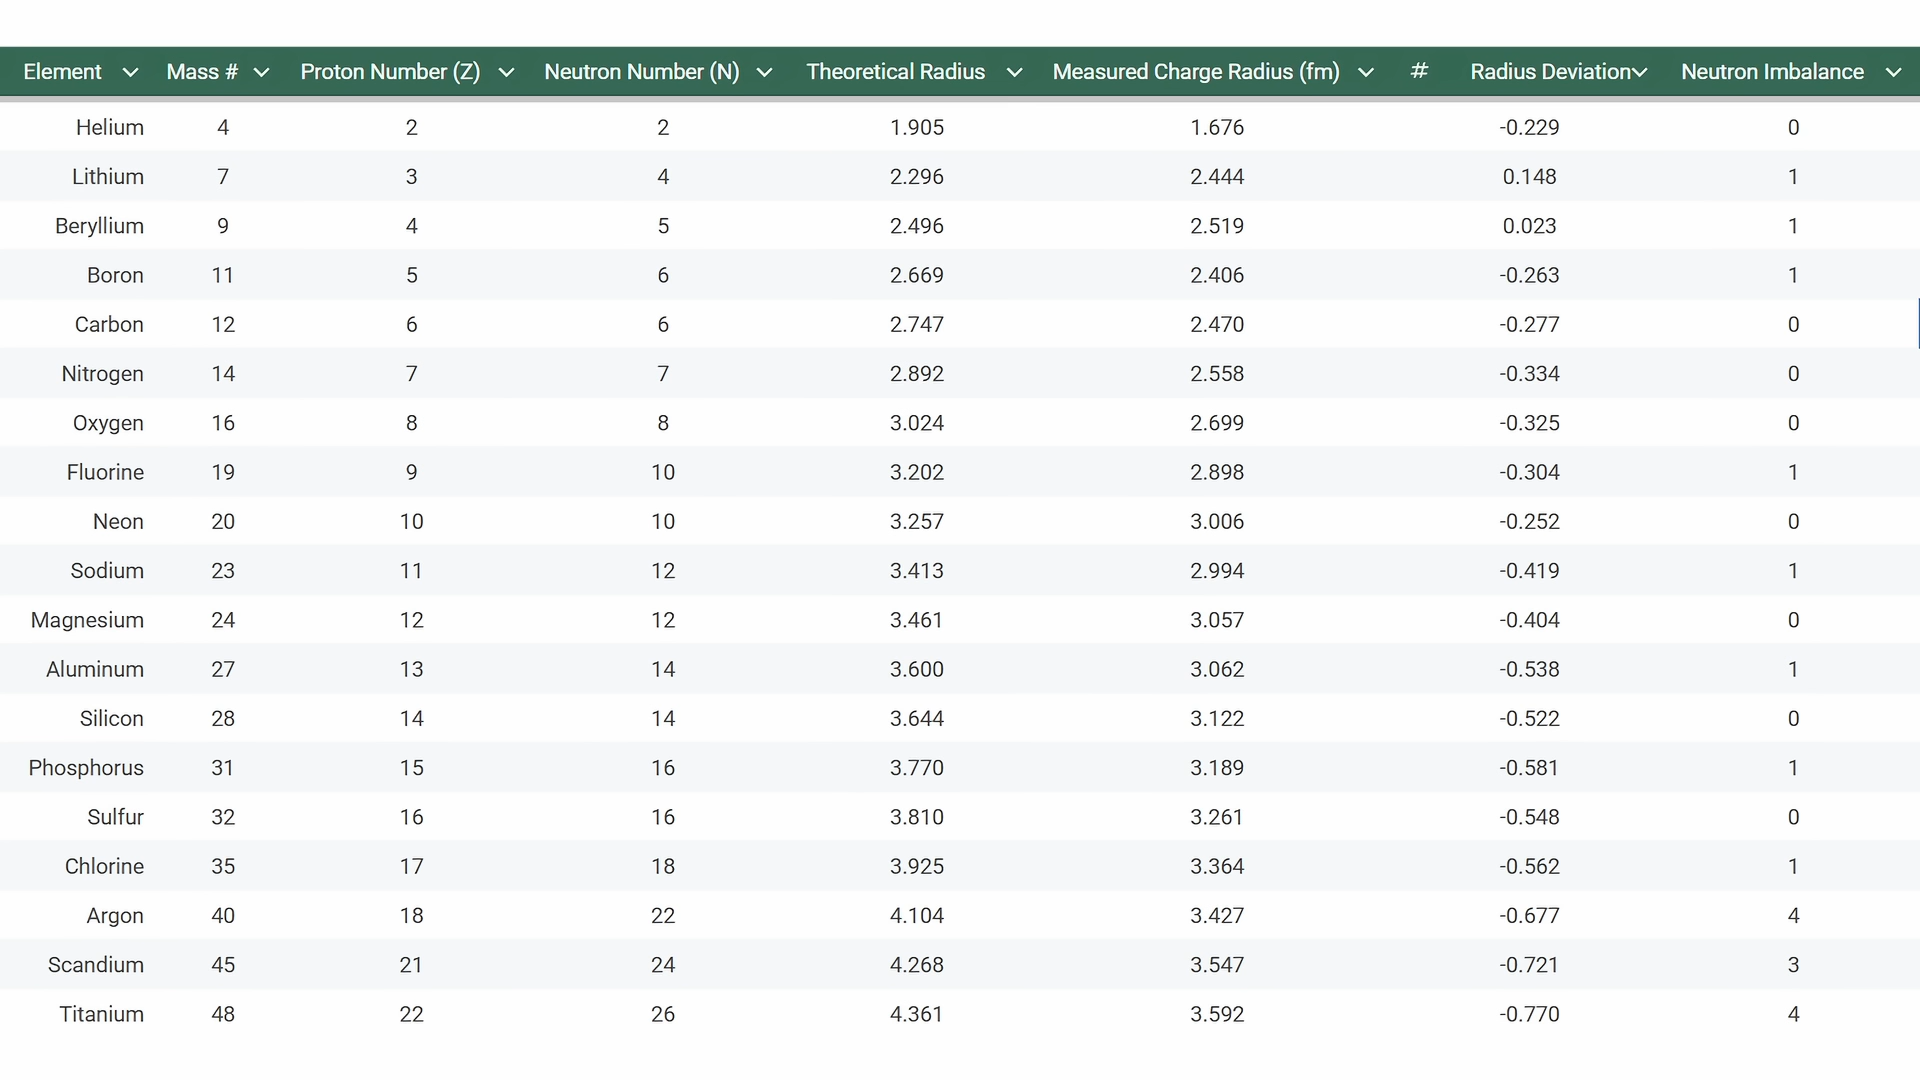 Element Mass # Proton Number (Z) Neutron Number (N) Theoretical Radius Measured Charge Radius (fm) # Radius Deviation Neutron Imbalance
Helium 4 2 2 1.905 1.676 -0.229 0
Lithium 7 3 4 2.296 2.444 0.148 1
Beryllium 9 4 5 2.496 2.519 0.023 1
Boron 11 5 6 2.669 2.406 -0.263 1
Carbon 12 6 6 2.747 2.470 -0.277 0
Nitrogen 14 7 7 2.892 2.558 -0.334 0
Oxygen 16 8 8 3.024 2.699 -0.325 0
Fluorine 19 9 10 3.202 2.898 -0.304 1
Neon 20 10 10 3.257 3.006 -0.252 0
Sodium 23 11 12 3.413 2.994 -0.419 1
Magnesium 24 12 12 3.461 3.057 -0.404 0
Aluminum 27 13 14 3.600 3.062 -0.538 1
Silicon 28 14 14 3.644 3.122 -0.522 0
Phosphorus 31 15 16 3.770 3.189 -0.581 1
Sulfur 32 16 16 3.810 3.261 -0.548 0
Chlorine 35 17 18 3.925 3.364 -0.562 1
Argon 40 18 22 4.104 3.427 -0.677 4
Scandium 45 21 24 4.268 3.547 -0.721 3
Titanium 48 22 26 4.361 3.592 -0.770 4